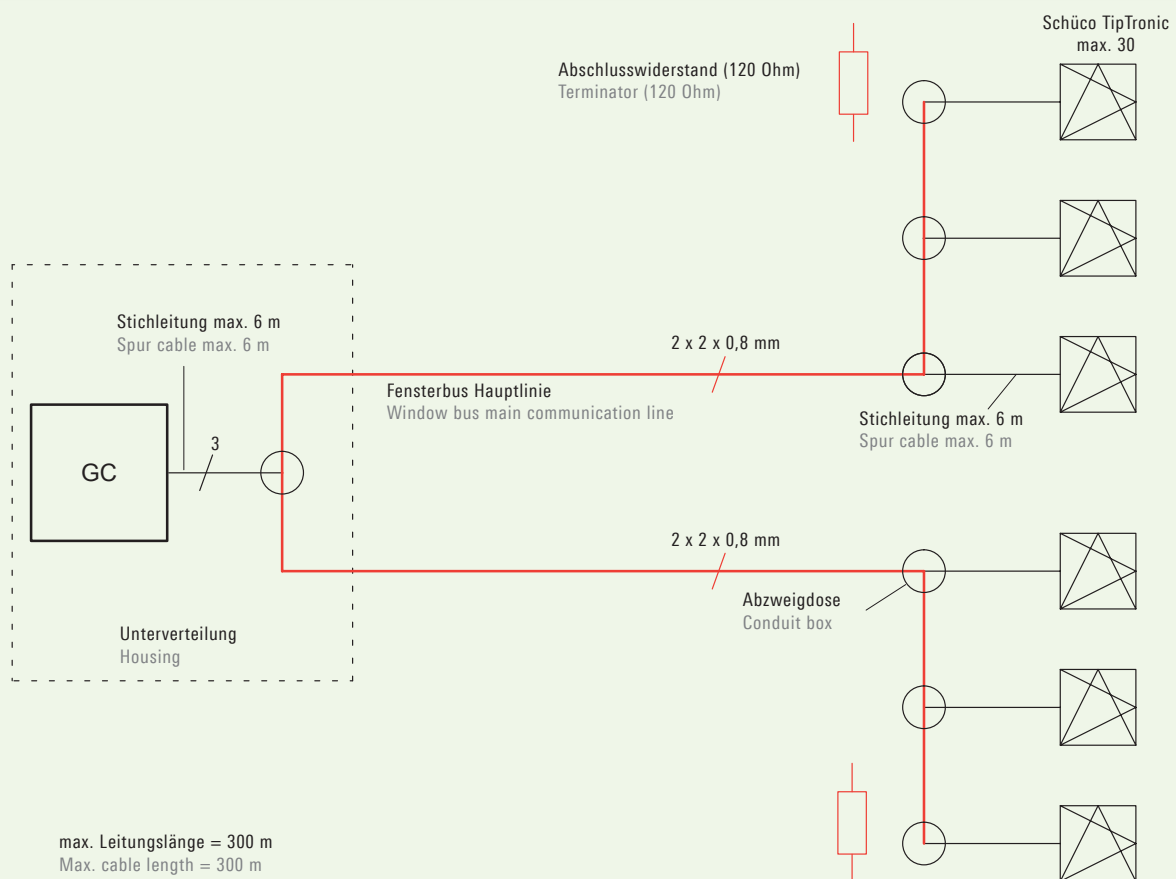 Schüco TipTronic
max. 30
Abschlusswiderstand (120 Ohm)
Terminator (120 Ohm)
Stichleitung max. 6 m
Spur cable max. 6 m
2 x 2 x 0,8 mm
Fensterbus Hauptlinie
Window bus main communication line
Stichleitung max. 6 m
Spur cable max. 6 m
3
GC
2 x 2 x 0,8 mm
Abzweigdose
Conduit box
Unterverteilung
Housing
max. Leitungslänge = 300 m
Max. cable length = 300 m